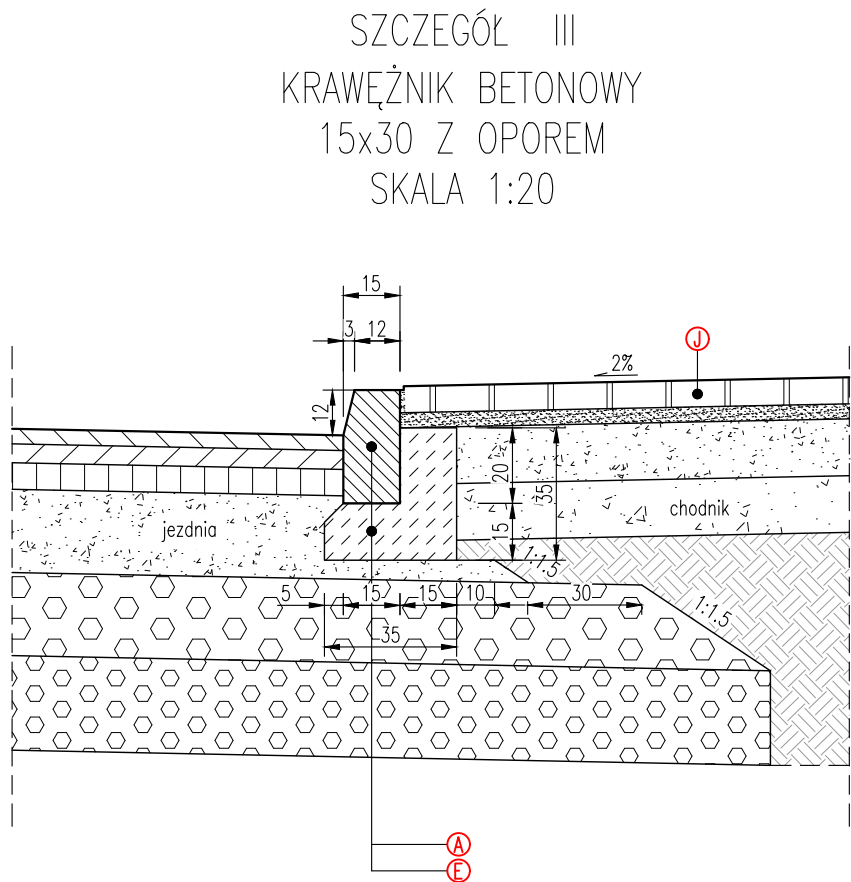 SZCZEGÓŁ III
KRAWĘŻNIK BETONOWY
15x30 Z OPOREM
SKALA 1:20
15
3 12
J
2%
12
20
35
15
chodnik
jezdnia
1:1.5
5 15 15 10 30
1:1.5
35
A
E